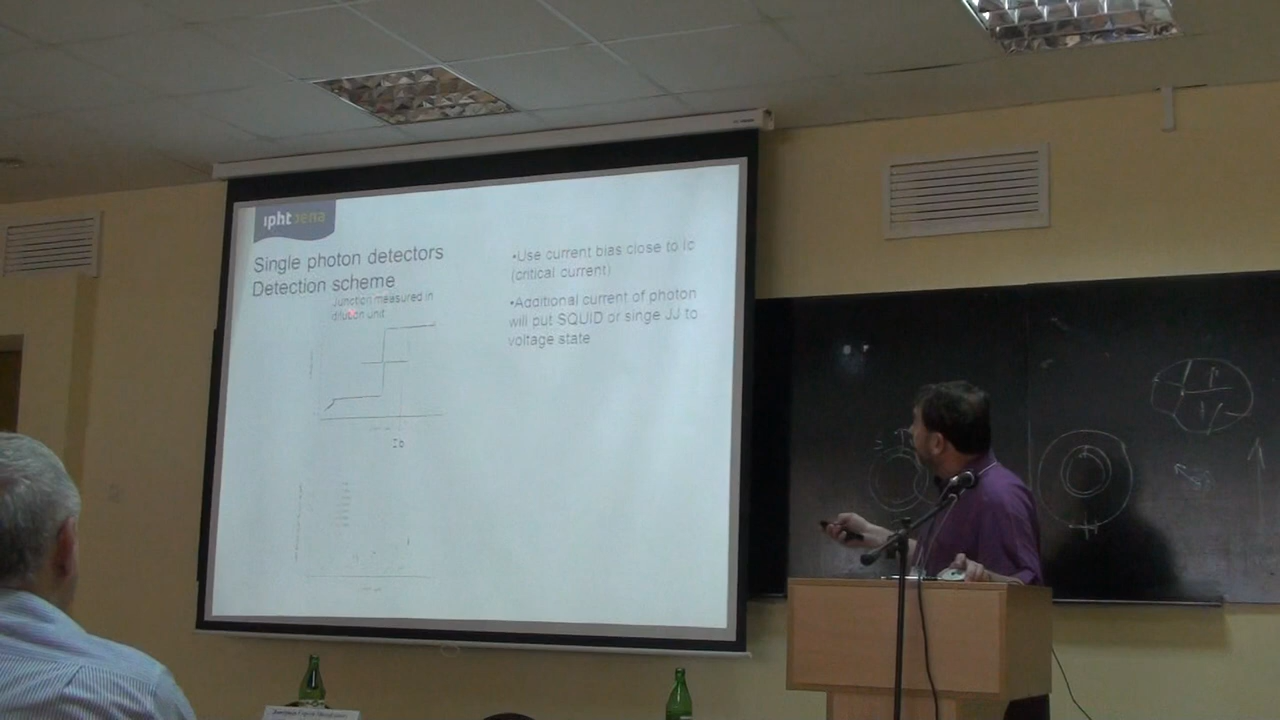 ipht jena
Single photon detectors
Detection scheme
Junction measured in
dilution unit
Ib
•Use current bias close to Ic
(critical current)
•Additional current of photon
will put SQUID or singe JJ to
voltage state